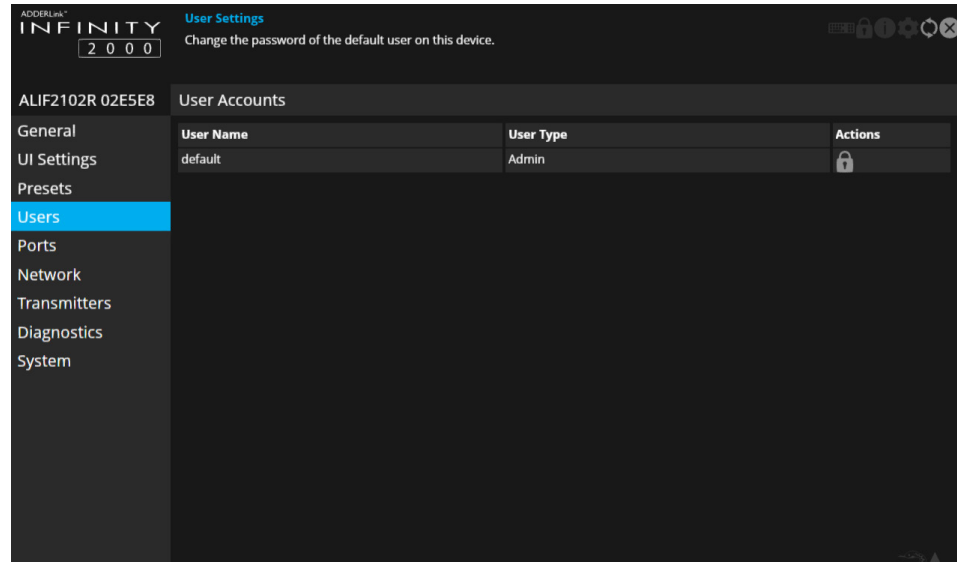 ADDERLink™
INFINITY
2 0 0 0
User Settings
Change the password of the default user on this device.
ALIF2102R 02E5E8
User Accounts
General
UI Settings
Presets
Users
Ports
Network
Transmitters
Diagnostics
System
User Name User Type Actions
default Admin